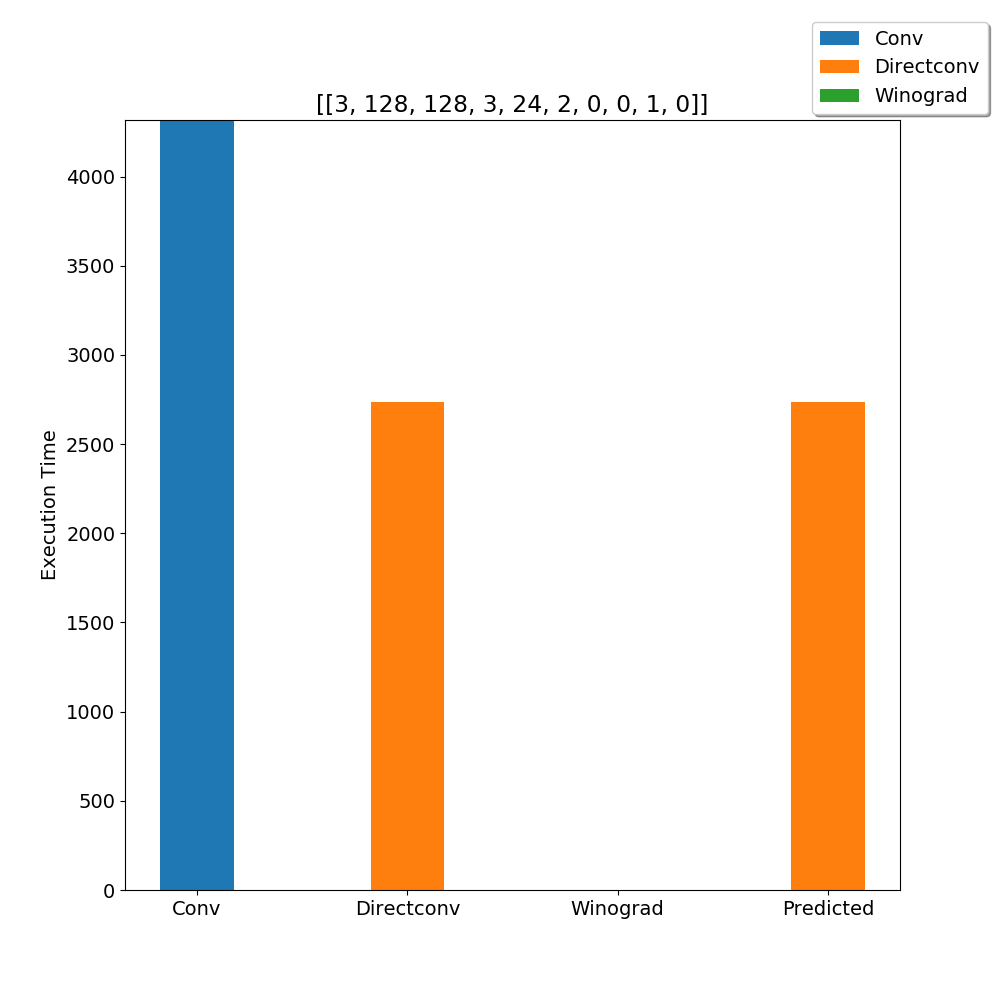 Conv
Directconv
Winograd
[[3, 128, 128, 3, 24, 2, 0, 0, 1, 0]]
Execution Time
4000
3500
3000
2500
2000
1500
1000
500
0
Conv Directconv Winograd Predicted